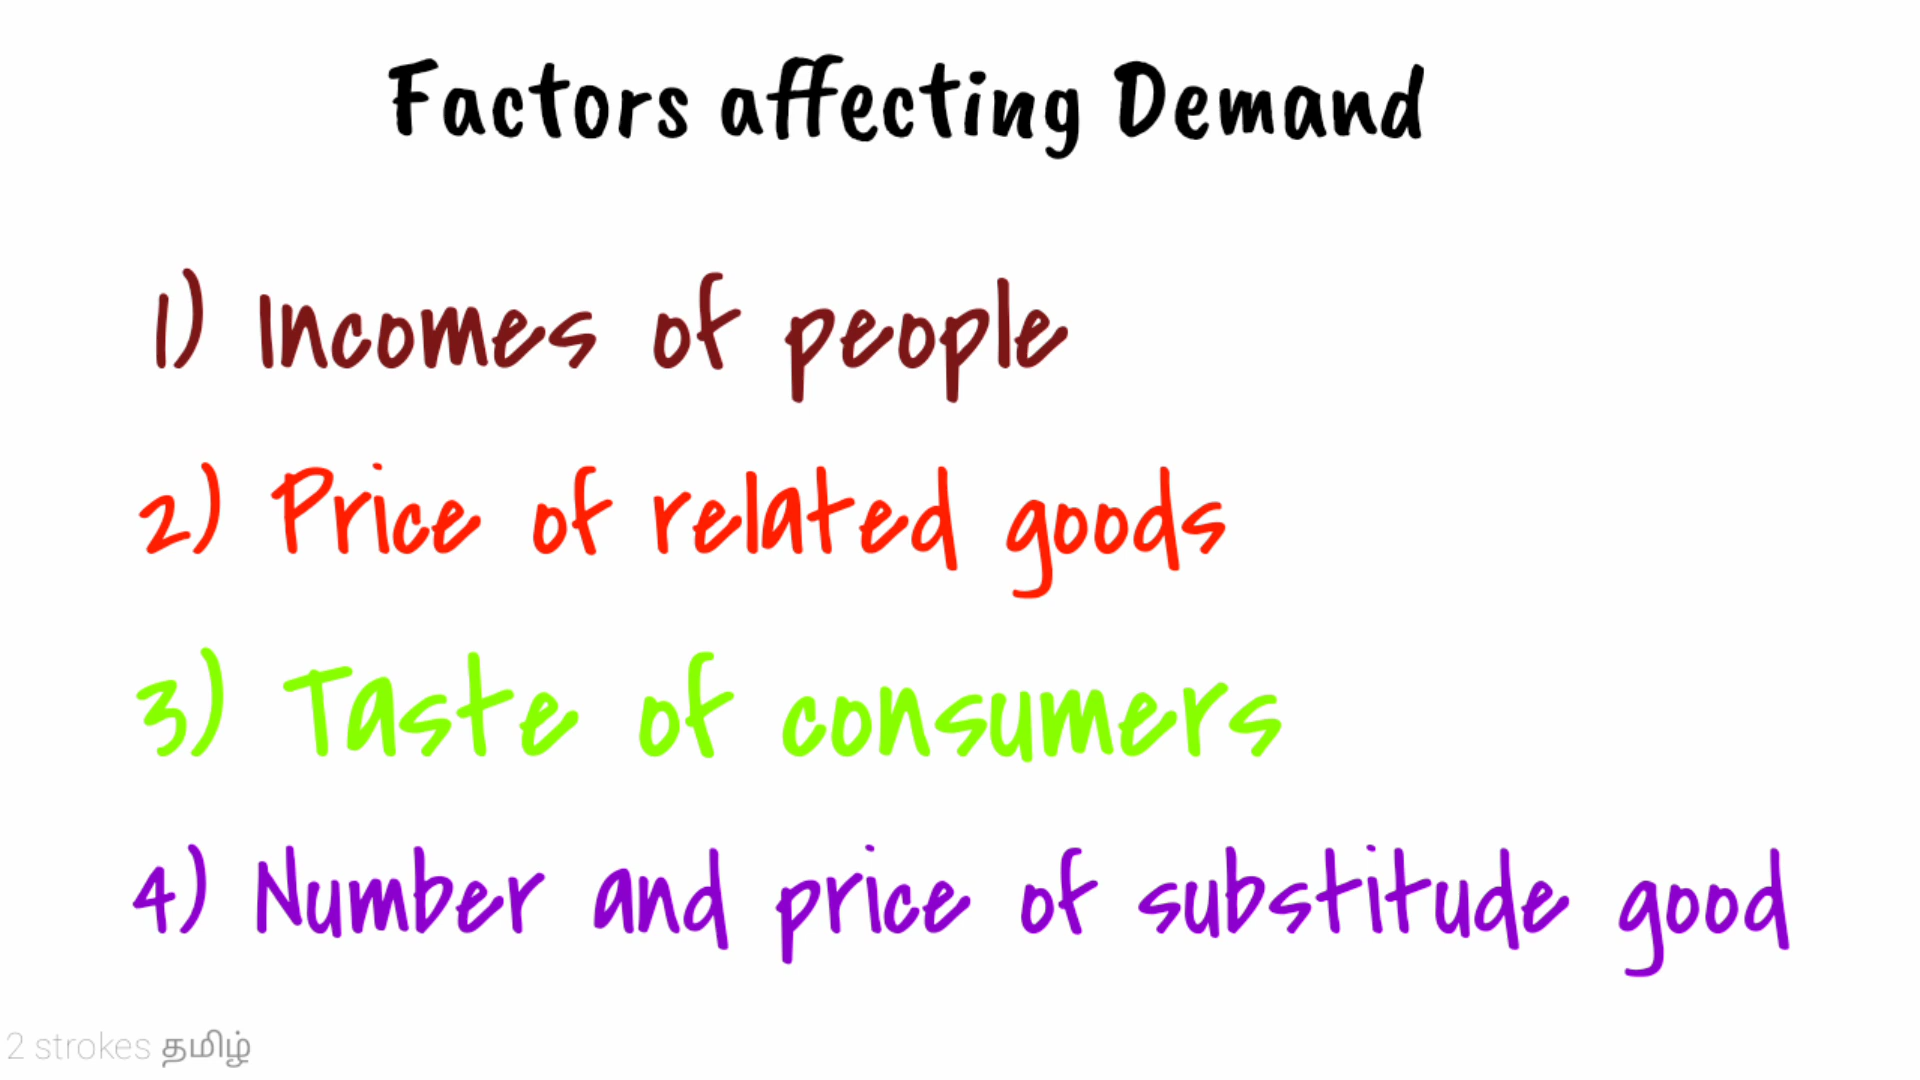 Factors affecting Demand
1) Incomes of people
2) Price of related goods
3) Taste of consumers
4) Number and price of substitude good
2 strokes தமிழ்